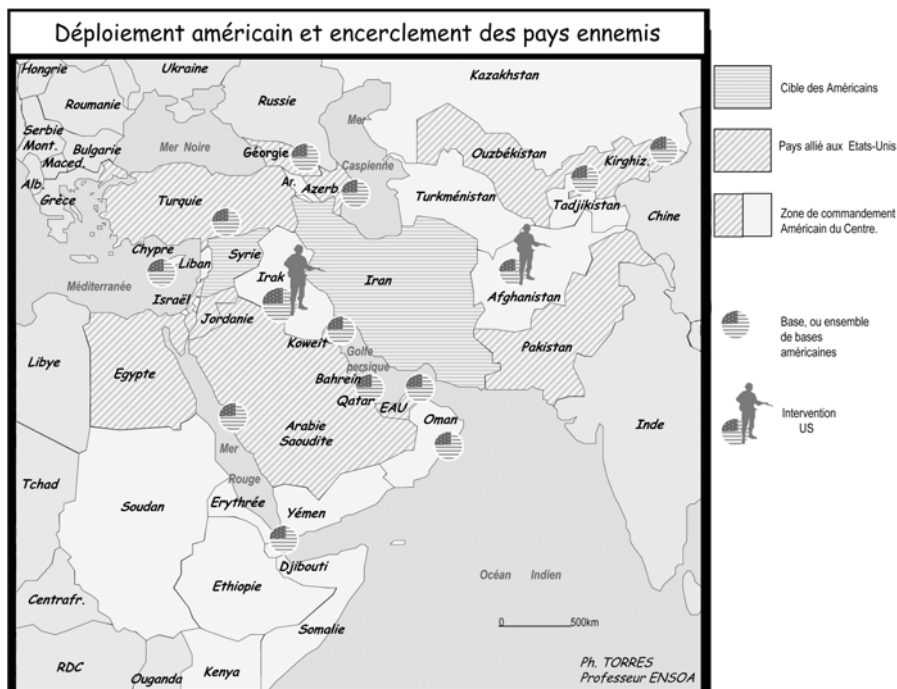 Déploiement américain et encerclement des pays ennemis
Hongrie
Ukraine
Kazakhstan
Roumanie
Russie
Mer
Caspienne
Serbie
Mont.
Bulgarie
Mer Noire
Géorgie
Ouzbékistan
Kirghiz.
Maced.
Alb.
Grèce
Ar.
Azerb.
Turquie
Turkménistan
Tadjikistan
Chine
Chypre
Liban
Syrie
Irak
Iran
Afghanistan
Méditerranée
Israël
Jordanie
Koweit
Golfe
persique
Pakistan
Libye
Egypte
Bahrein
Qatar
EAU
Oman
Arabie
Saoudite
Inde
Mer
Rouge
Tchad
Soudan
Erythrée
Yémen
Djibouti
Ethiopie
Océan Indien
Centrafr.
Somalie
0 500km
RDC
Ouganda
Kenya
Ph. TORRES
Professeur ENSOA
Cible des Américains
Pays allié aux Etats-Unis
Zone de commandement
Américain du Centre.
Base, ou ensemble
de bases
américaines
Intervention
US